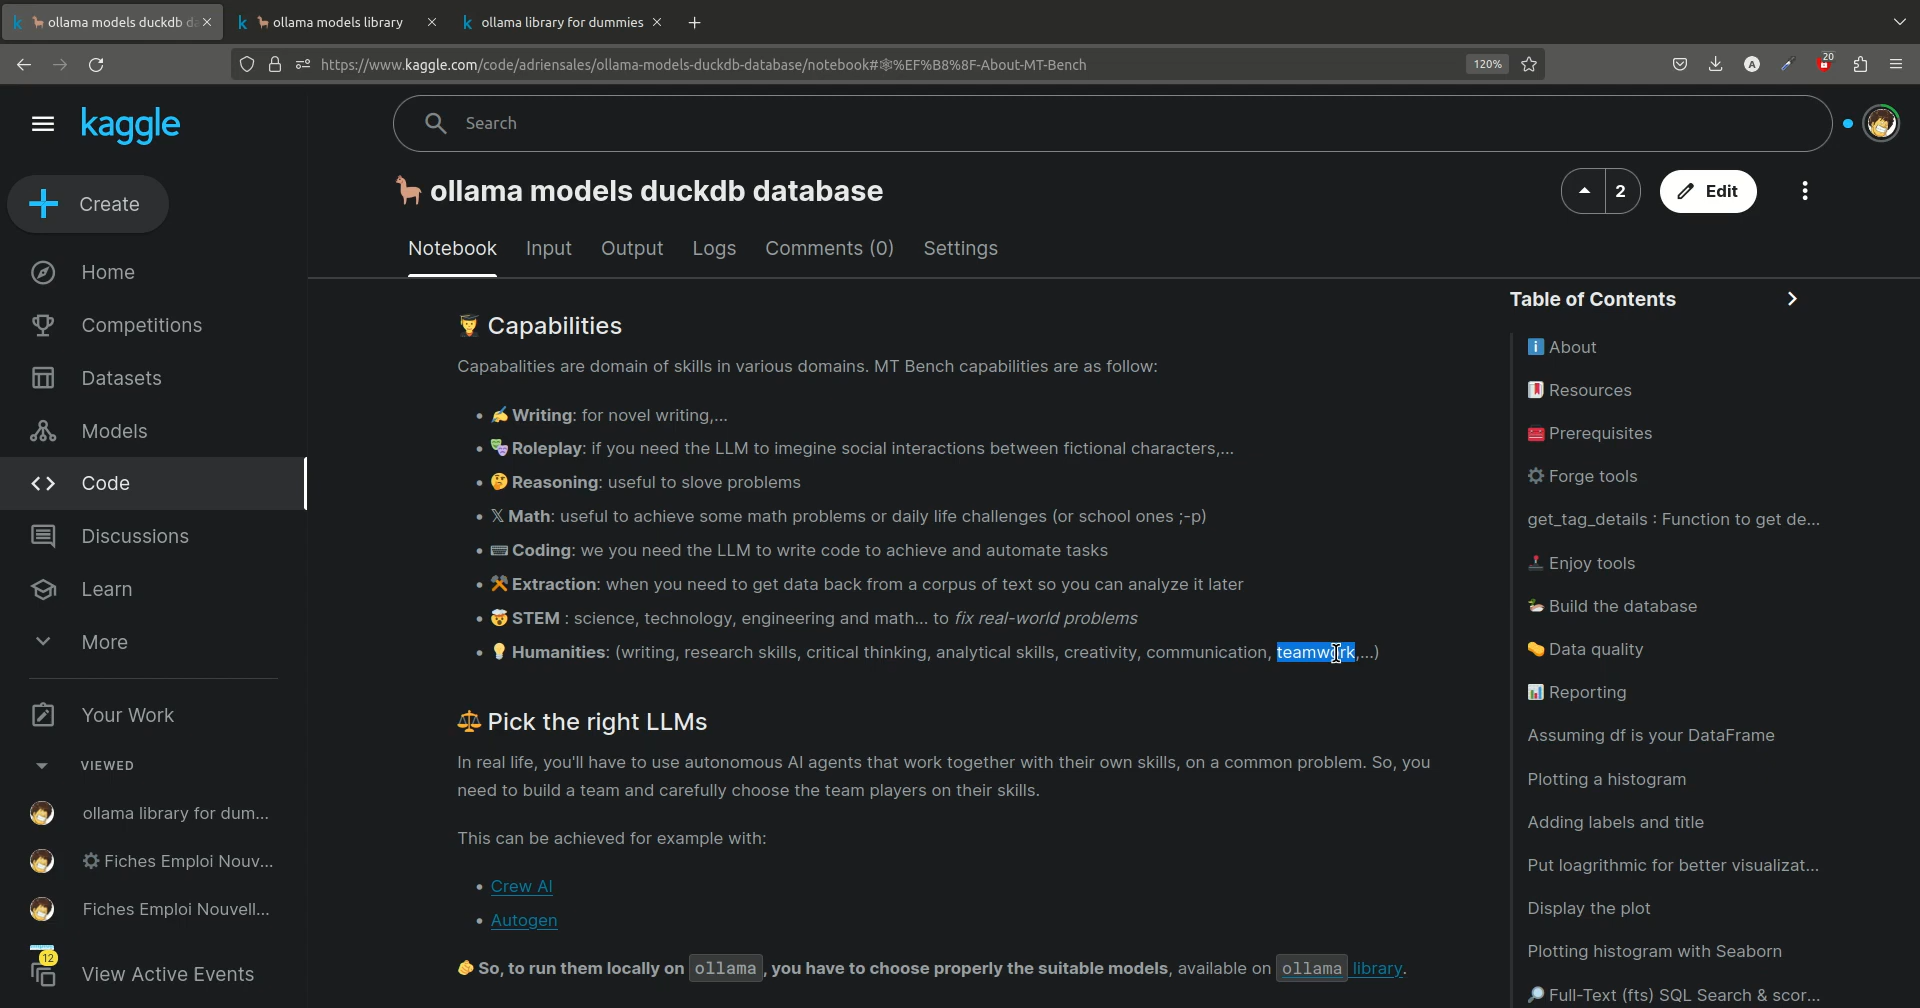 ollama models duckdb da
ollama models library
ollama library for dummies
https://www.kaggle.com/code/adriensales/ollama-models-duckdb-database/notebook#🕸%EF%B8%8F-About-MT-Bench
120%
A
20
kaggle
Search
Create
🦙 ollama models duckdb database
2
Edit
Notebook
Input
Output
Logs
Comments (0)
Settings
Home
Competitions
Datasets
Models
Code
Discussions
Learn
More
Your Work
VIEWED
ollama library for dum...
⚙️ Fiches Emploi Nouv...
Fiches Emploi Nouvell...
12
View Active Events
Capabilities
Capabalities are domain of skills in various domains. MT Bench capabilities are as follow:
• ✍️ Writing: for novel writing,...
• 🎭 Roleplay: if you need the LLM to imegine social interactions between fictional characters,...
• 🤔 Reasoning: useful to slove problems
• 𝕏 Math: useful to achieve some math problems or daily life challenges (or school ones ;-p)
• ⌨️ Coding: we you need the LLM to write code to achieve and automate tasks
• ⚒️ Extraction: when you need to get data back from a corpus of text so you can analyze it later
• 🤯 STEM : science, technology, engineering and math... to fix real-world problems
• 💡 Humanities: (writing, research skills, critical thinking, analytical skills, creativity, communication, teamwork,...)
⚖️ Pick the right LLMs
In real life, you'll have to use autonomous AI agents that work together with their own skills, on a common problem. So, you
need to build a team and carefully choose the team players on their skills.
This can be achieved for example with:
• Crew AI
• Autogen
So, to run them locally on ollama, you have to choose properly the suitable models, available on ollama library.
Table of Contents
ℹ️ About
Resources
🧰 Prerequisites
⚙️ Forge tools
get_tag_details : Function to get de...
🕹️ Enjoy tools
🦆 Build the database
Data quality
📊 Reporting
Assuming df is your DataFrame
Plotting a histogram
Adding labels and title
Put loagrithmic for better visualizat...
Display the plot
Plotting histogram with Seaborn
🔎 Full-Text (fts) SQL Search & scor...